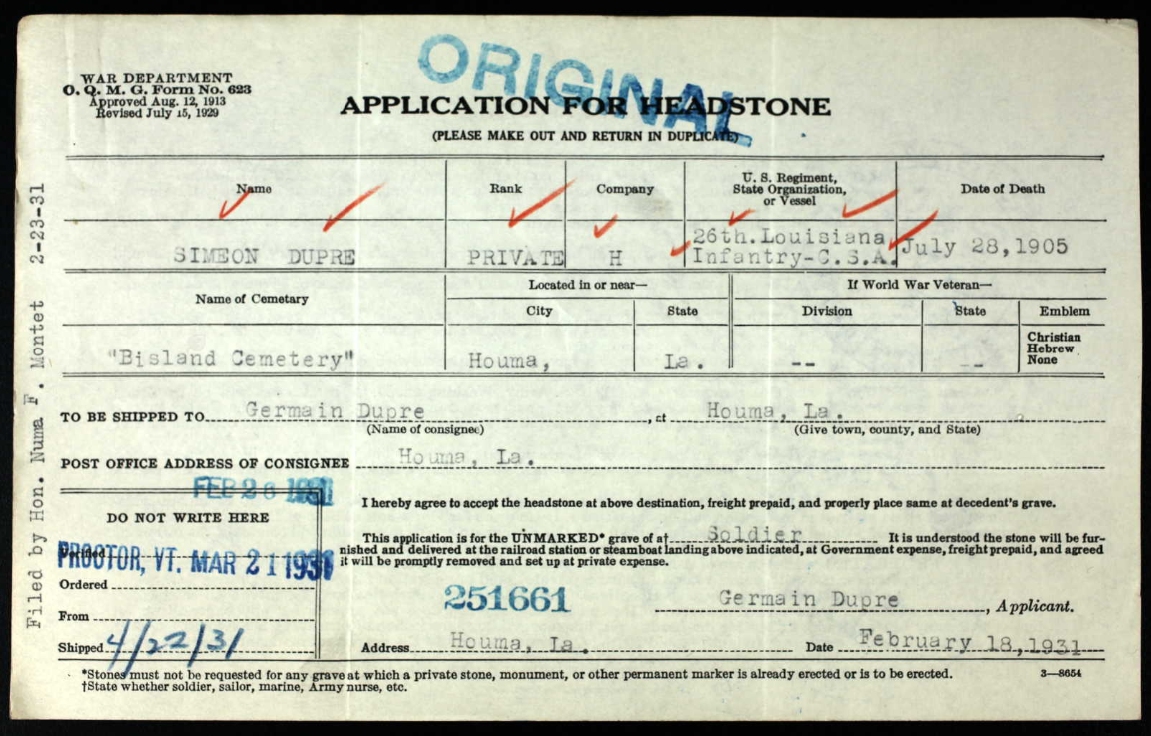 ORIGINAL
WAR DEPARTMENT
O. Q. M. G. Form No. 623
Approved Aug. 12, 1913
Revised July 15, 1929
APPLICATION FOR HEADSTONE
(PLEASE MAKE OUT AND RETURN IN DUPLICATE)
Name Rank Company U. S. Regiment, State Organization, or Vessel Date of Death
SIMEON DUPRE PRIVATE H 26th.Louisiana Infantry-C.S.A. July 28,1905
Name of Cemetary Located in or near— If World War Veteran—
City State Division State Emblem
"Bisland Cemetery" Houma, La. -- -- Christian
Hebrew
None
TO BE SHIPPED TO Germain Dupre, at Houma, La.
(Name of consignee) (Give town, county, and State)
POST OFFICE ADDRESS OF CONSIGNEE Houma, La.
FEB 26 1931
I hereby agree to accept the headstone at above destination, freight prepaid, and properly place same at decedent's grave.
DO NOT WRITE HERE
This application is for the UNMARKED* grave of a† Soldier It is understood the stone will be fur-
nished and delivered at the railroad station or steamboat landing above indicated, at Government expense, freight prepaid, and agreed
it will be promptly removed and set up at private expense.
Verified
PROCTOR, VT. MAR 21 1931
Ordered
251661
Germain Dupre, Applicant.
From
Shipped 4/22/31
Address Houma, La. Date February 18,1931
*Stones must not be requested for any grave at which a private stone, monument, or other permanent marker is already erected or is to be erected.
†State whether soldier, sailor, marine, Army nurse, etc.
3—8654
Filed by Hon. Numa F. Montet 2-23-31